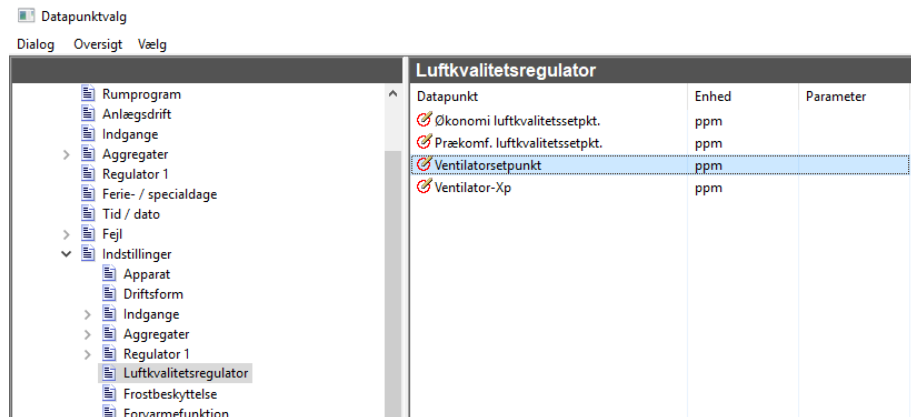 Datapunktvalg
Dialog Oversigt Vælg
Luftkvalitetsregulator
Datapunkt Enhed Parameter
Økonomi luftkvalitetssetpkt. ppm
Prækomf. luftkvalitetssetpkt. ppm
Ventilatorsetpunkt ppm
Ventilator-Xp ppm
Rumprogram
Anlægsdrift
Indgange
Aggregater
Regulator 1
Ferie- / specialdage
Tid / dato
Fejl
Indstillinger
Apparat
Driftsform
Indgange
Aggregater
Regulator 1
Luftkvalitetsregulator
Frostbeskyttelse
Forvarmefunktion